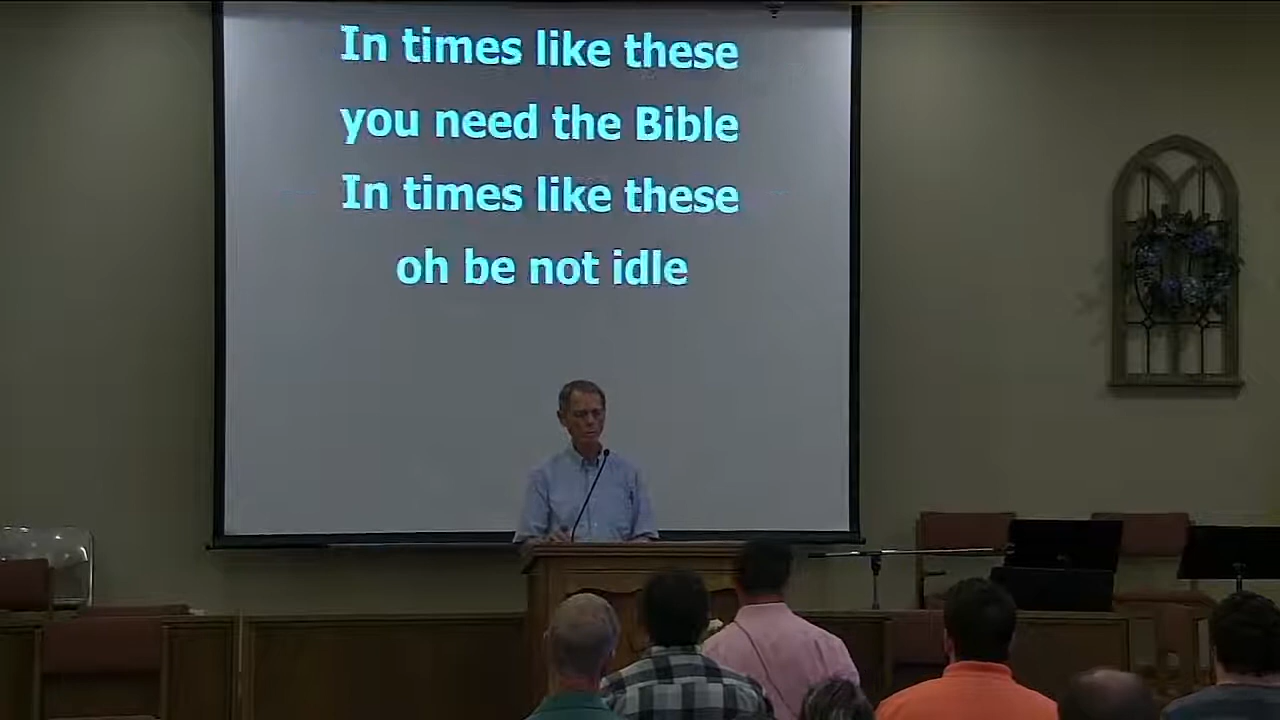 In times like these
you need the Bible
In times like these
oh be not idle